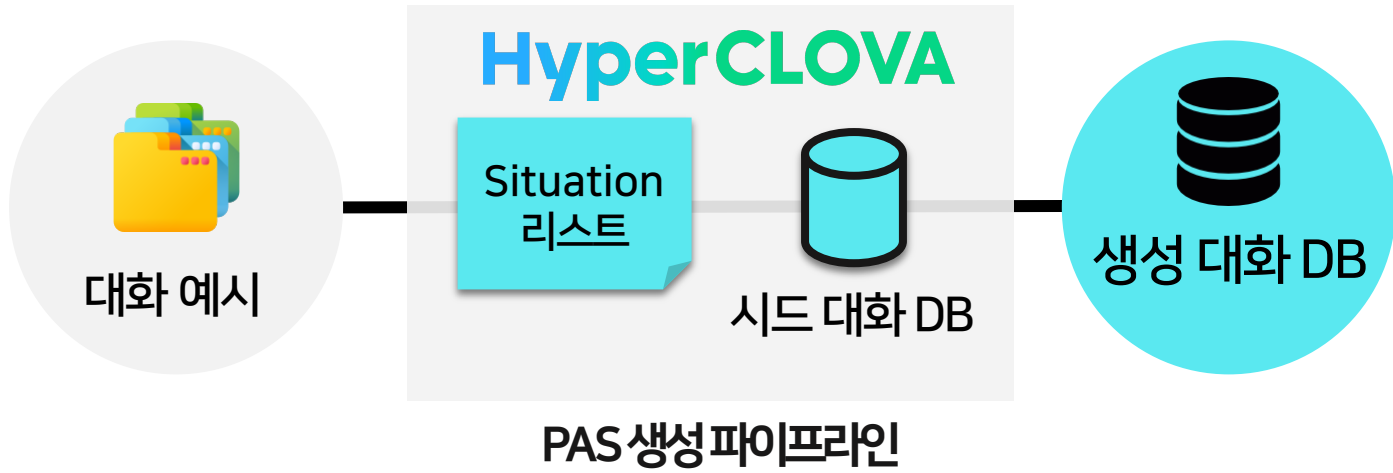 HyperCLOVA
대화 예시
Situation
리스트
시드 대화 DB
생성 대화 DB
PAS 생성 파이프라인